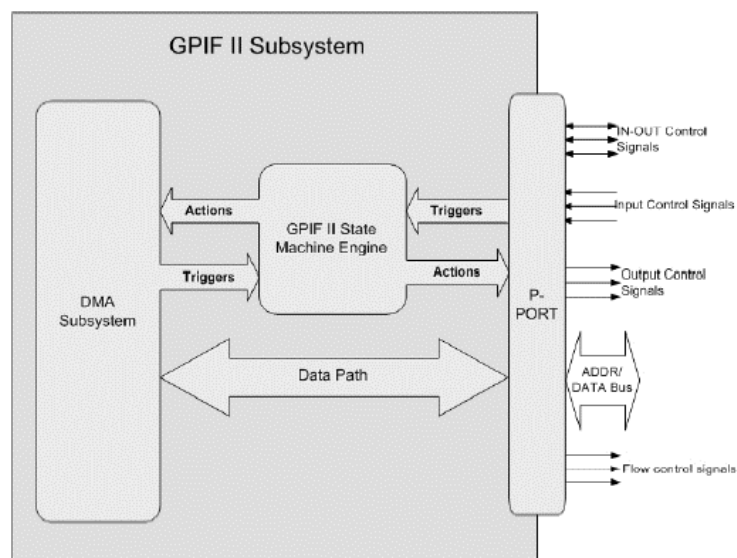 GPIF II Subsystem
IN-OUT Control
Signals
Actions
GPIF II State
Machine Engine
Triggers
Input Control Signals
Triggers
Actions
Output Control
Signals
DMA
Subsystem
P-
PORT
Data Path
ADDR/
DATA Bus
Flow control signals